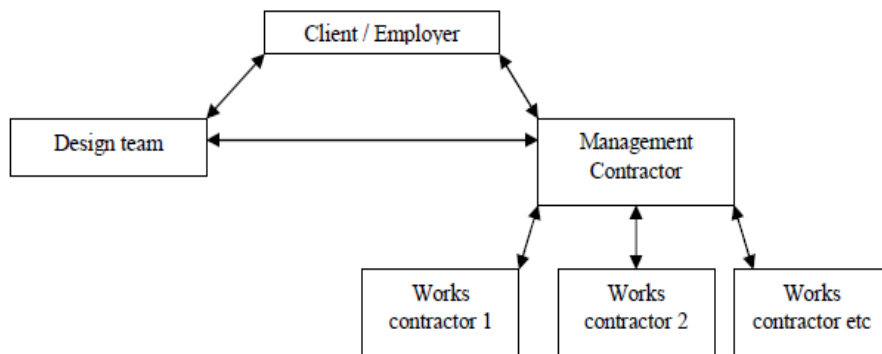 Client / Employer
Design team
Management
Contractor
Works
contractor 1
Works
contractor 2
Works
contractor etc